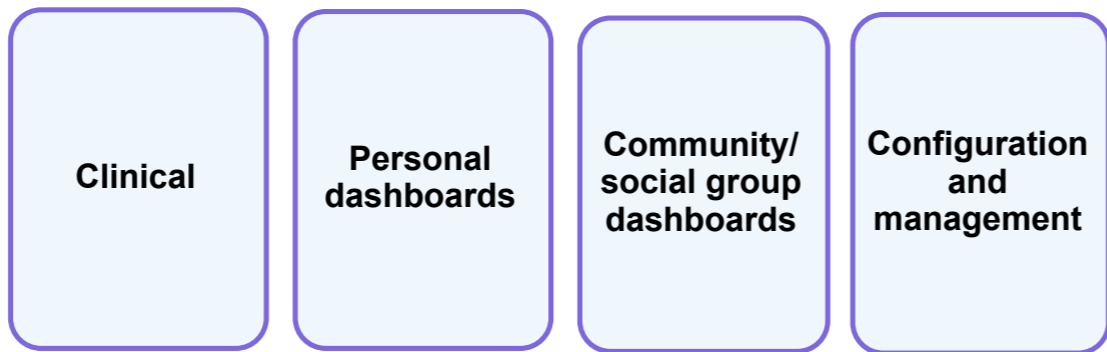 Clinical
Personal
dashboards
Community/
social group
dashboards
Configuration
and
management